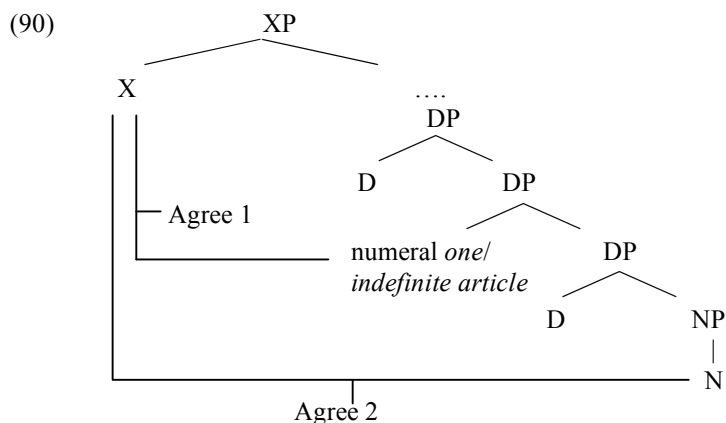 (90)
XP
X
….
DP
D DP
Agree 1
numeral one/ DP
indefinite article
D NP
N
Agree 2